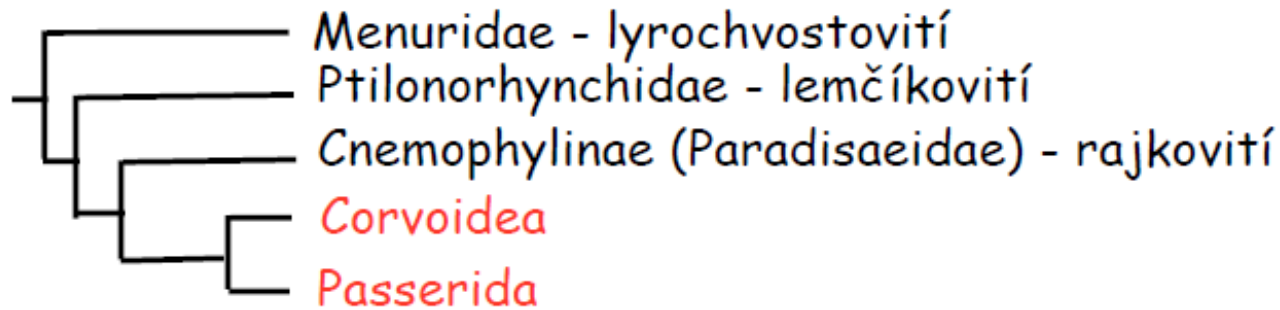 Menuridae - lyrochvostovití
Ptilonorhynchidae - lemčíkovití
Cnemophylinae (Paradisaeidae) - rajkovití
Corvoidea
Passerida